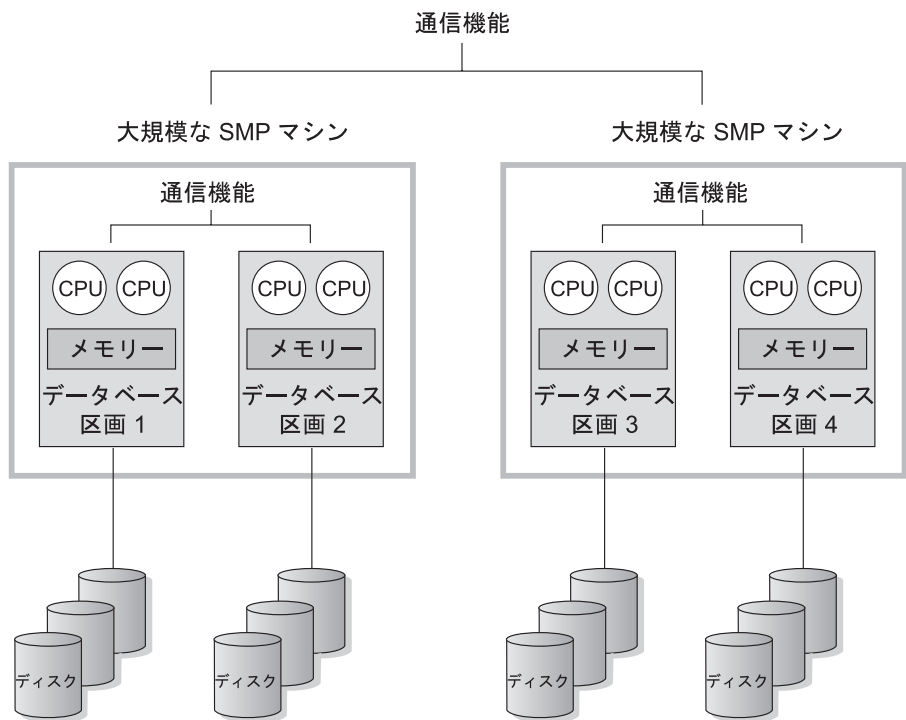 通信機能
大規模な SMP マシン
大規模な SMP マシン
通信機能
通信機能
CPU CPU
CPU CPU
CPU CPU
CPU CPU
メモリー
メモリー
メモリー
メモリー
データベース
区画 1
データベース
区画 2
データベース
区画 3
データベース
区画 4
ディスク
ディスク
ディスク
ディスク